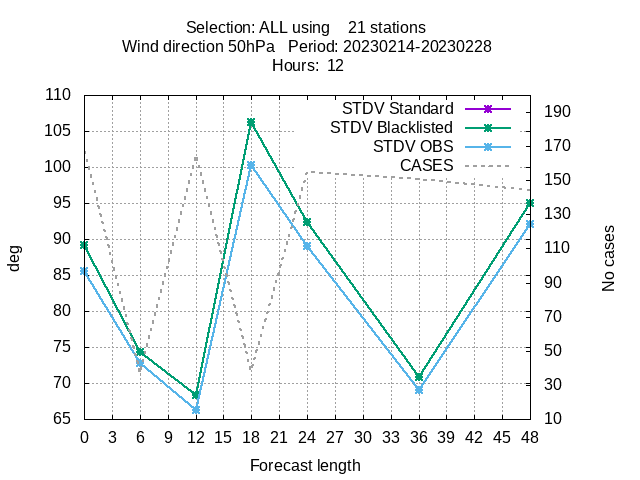 Selection: ALL using    21 stations
Wind direction 50hPa   Period: 20230214-20230228
Hours:  12
110
105
100
95
90
85
80
75
70
65
190
170
150
130
110
90
70
50
30
10
STDV Standard
STDV Blacklisted
STDV OBS
CASES
deg
No cases
0 3 6 9 12 15 18 21 24 27 30 33 36 39 42 45 48
Forecast length